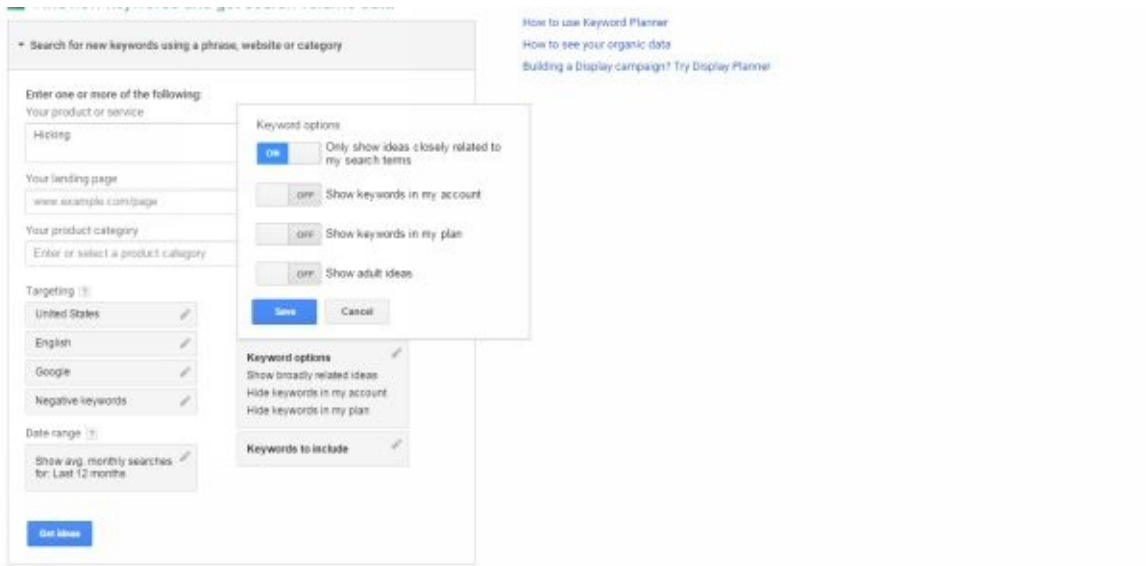 Search for new keywords using a phrase, website or category
Enter one or more of the following:
Your product or service
Hicking
Your landing page
www.example.com/page
Your product category
Enter or select a product category
Targeting ?
United States
English
Google
Negative keywords
Date range ?
Show avg. monthly searches
for: Last 12 months
Get ideas
Keyword options
ON
Only show ideas closely related to
my search terms
OFF Show keywords in my account
OFF Show keywords in my plan
OFF Show adult ideas
Save Cancel
Keyword options
Show broadly related ideas
Hide keywords in my account
Hide keywords in my plan
Keywords to include
How to use Keyword Planner
How to see your organic data
Building a Display campaign? Try Display Planner